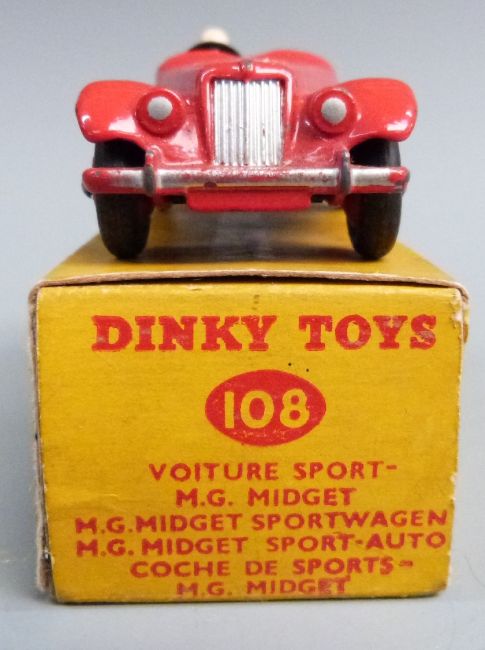 DINKY TOYS
108
VOITURE SPORT-
M.G. MIDGET
M.G. MIDGET SPORTWAGEN
M.G. MIDGET SPORT-AUTO
COCHE DE SPORTS-
M.G. MIDGET